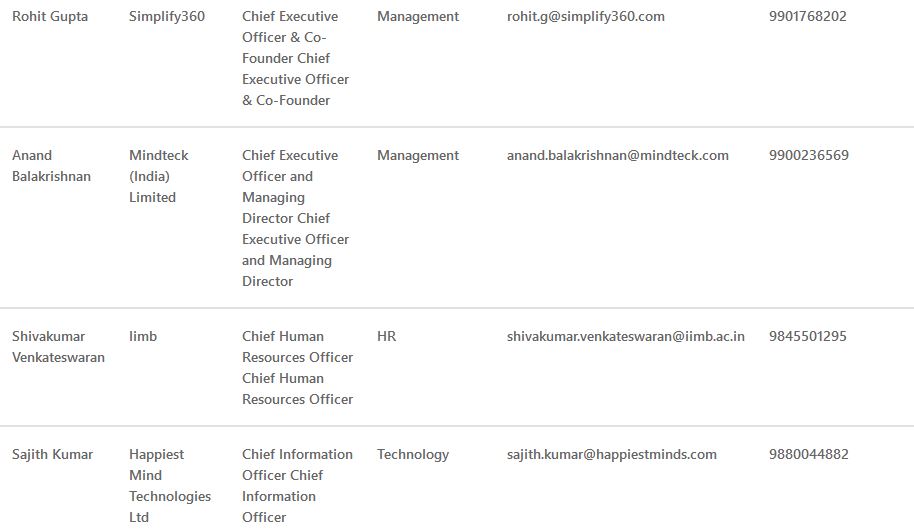 Rohit Gupta Simplify360 Chief Executive Management rohit.g@simplify360.com 9901768202
Officer & Co-
Founder Chief
Executive Officer
& Co-Founder
Anand Mindteck Chief Executive Management anand.balakrishnan@mindteck.com 9900236569
Balakrishnan (India) Officer and
Limited Managing
Director Chief
Executive Officer
and Managing
Director
Shivakumar Iimb Chief Human HR shivakumar.venkateswaran@iimb.ac.in 9845501295
Venkateswaran Resources Officer
Chief Human
Resources Officer
Sajith Kumar Happiest Chief Information Technology sajith.kumar@happiestminds.com 9880044882
Mind Officer Chief
Technologies Information
Ltd Officer